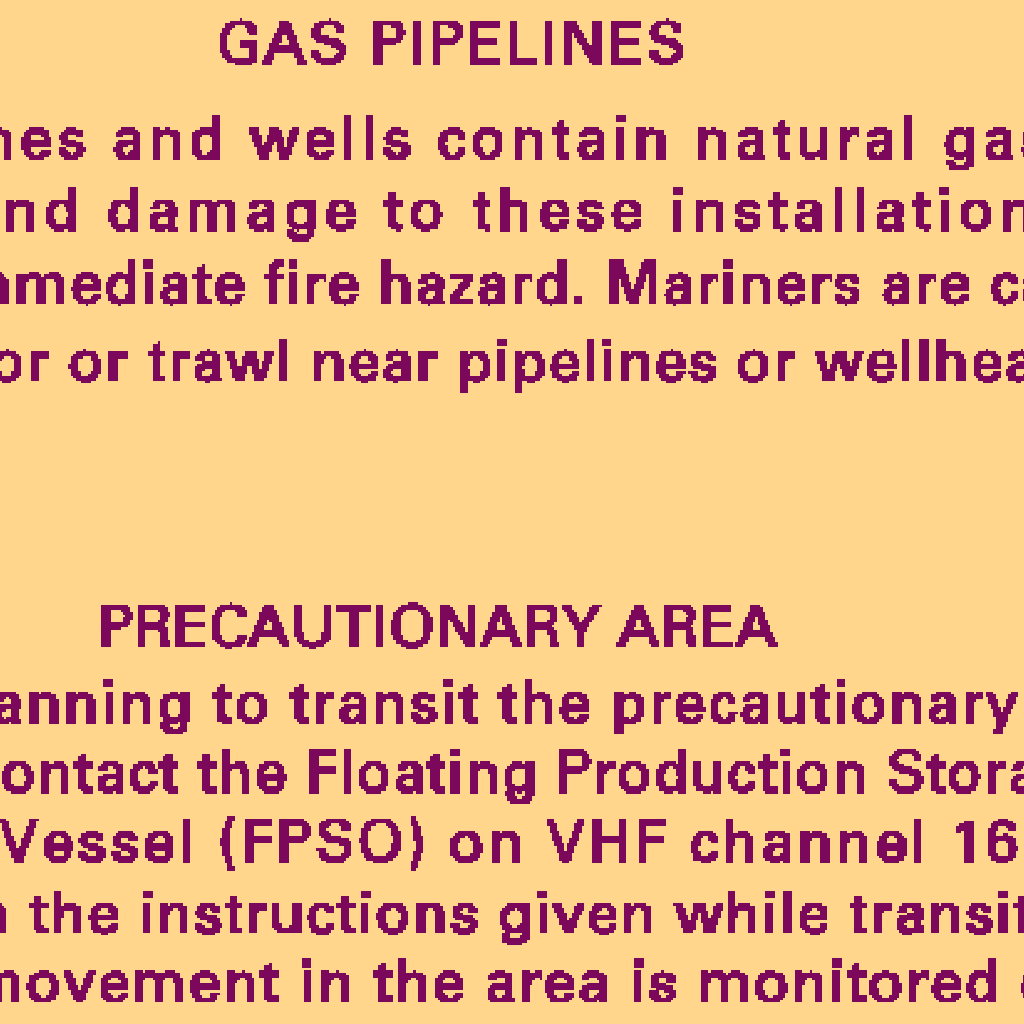 GAS PIPELINES
nes and wells contain natural gas
nd damage to these installation
mmediate fire hazard. Mariners are ca
or or trawl near pipelines or wellhea
PRECAUTIONARY AREA
anning to transit the precautionary
ontact the Floating Production Stora
Vessel (FPSO) on VHF channel 16
the instructions given while transit
movement in the area is monitored